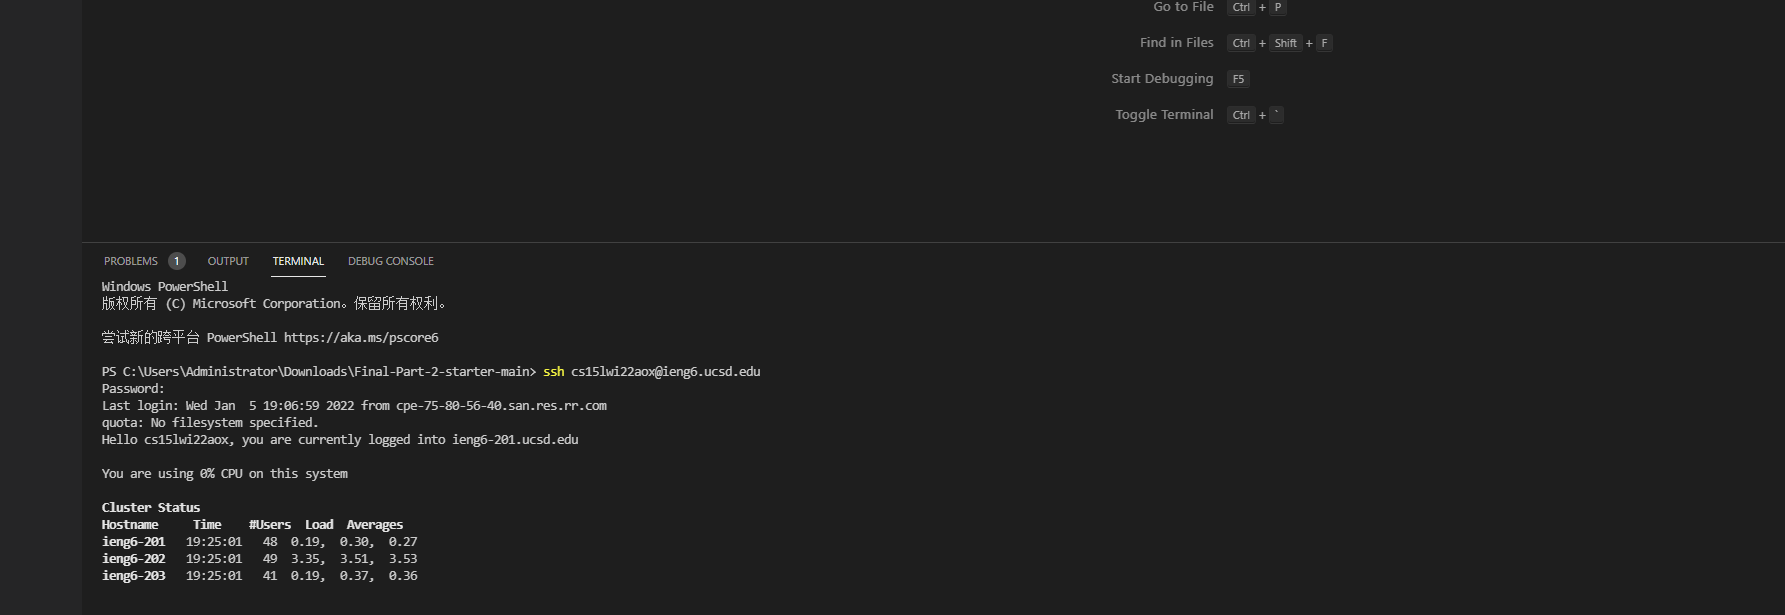 Go to File Ctrl + P
Find in Files Ctrl + Shift + F
Start Debugging F5
Toggle Terminal Ctrl + `
PROBLEMS 1 OUTPUT TERMINAL DEBUG CONSOLE
Windows PowerShell
版权所有 (C) Microsoft Corporation。保留所有权利。
尝试新的跨平台 PowerShell https://aka.ms/pscore6
PS C:\Users\Administrator\Downloads\Final-Part-2-starter-main> ssh cs15lwi22aox@ieng6.ucsd.edu
Password:
Last login: Wed Jan  5 19:06:59 2022 from cpe-75-80-56-40.san.res.rr.com
quota: No filesystem specified.
Hello cs15lwi22aox, you are currently logged into ieng6-201.ucsd.edu
You are using 0% CPU on this system
Cluster Status
Hostname     Time    #Users  Load  Averages
ieng6-201   19:25:01   48  0.19,  0.30,  0.27
ieng6-202   19:25:01   49  3.35,  3.51,  3.53
ieng6-203   19:25:01   41  0.19,  0.37,  0.36